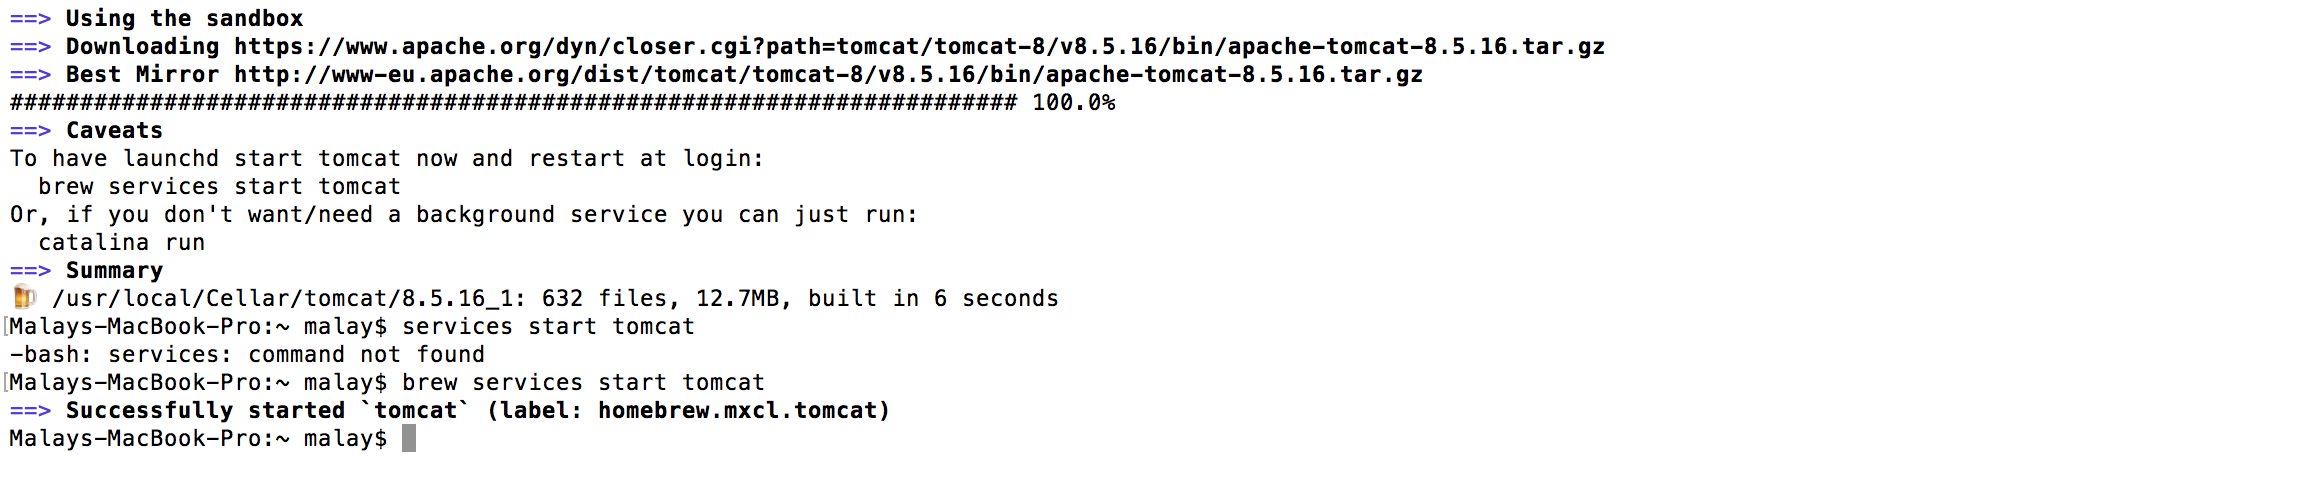 ==> Using the sandbox
==> Downloading https://www.apache.org/dyn/closer.cgi?path=tomcat/tomcat-8/v8.5.16/bin/apache-tomcat-8.5.16.tar.gz
==> Best Mirror http://www-eu.apache.org/dist/tomcat/tomcat-8/v8.5.16/bin/apache-tomcat-8.5.16.tar.gz
######################################################################## 100.0%
==> Caveats
To have launchd start tomcat now and restart at login:
  brew services start tomcat
Or, if you don't want/need a background service you can just run:
  catalina run
==> Summary
🍺 /usr/local/Cellar/tomcat/8.5.16_1: 632 files, 12.7MB, built in 6 seconds
[Malays-MacBook-Pro:~ malay$ services start tomcat
-bash: services: command not found
[Malays-MacBook-Pro:~ malay$ brew services start tomcat
==> Successfully started `tomcat` (label: homebrew.mxcl.tomcat)
Malays-MacBook-Pro:~ malay$